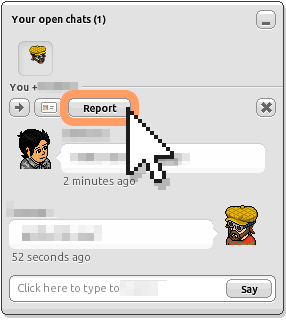 Your open chats (1)
You +
Report
2 minutes ago
52 seconds ago
Click here to type to
Say